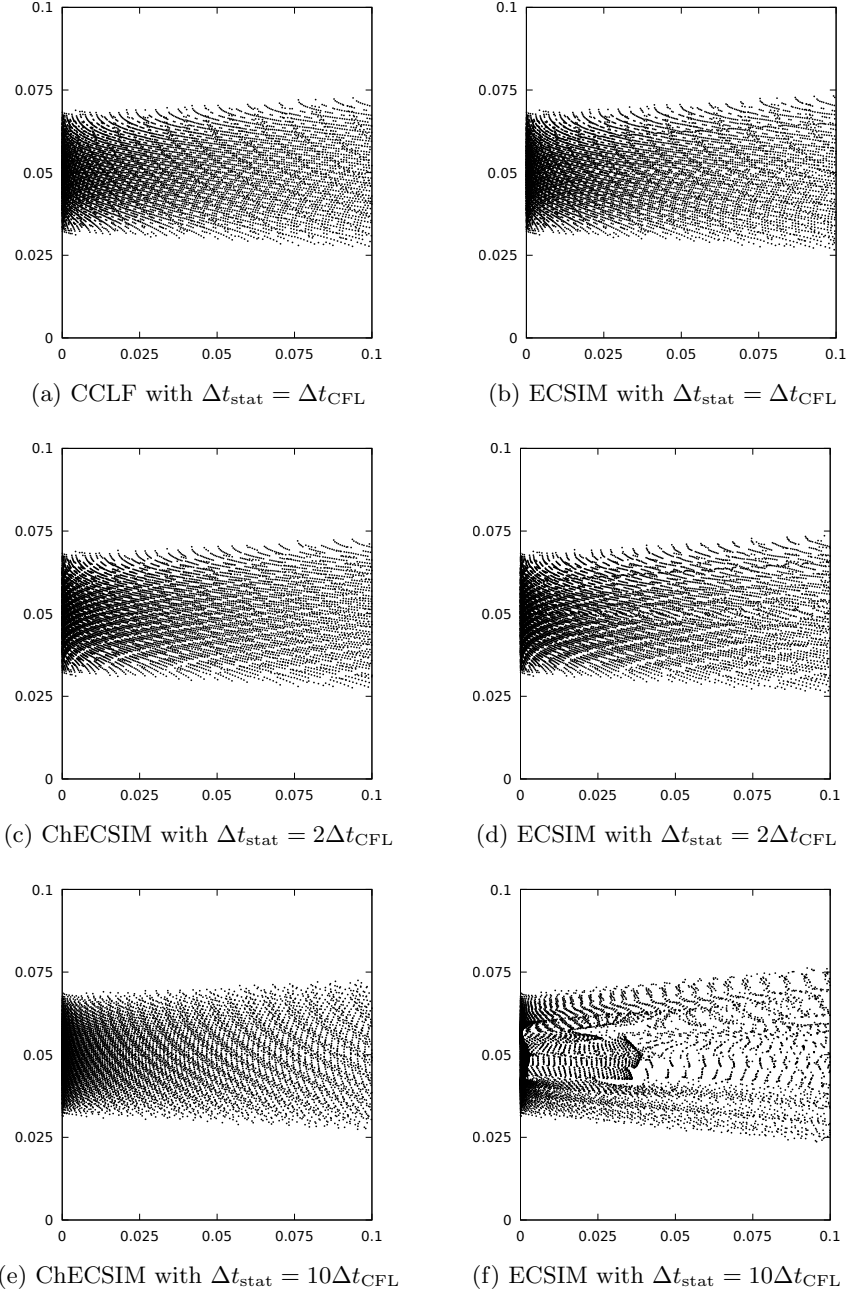 0.1 0.1
0.075 0.075
0.05 0.05
0.025 0.025
0 0
0 0.025 0.05 0.075 0.1 0 0.025 0.05 0.075 0.1
(a) CCLF with Δt_stat = Δt_CFL (b) ECSIM with Δt_stat = Δt_CFL
0.1 0.1
0.075 0.075
0.05 0.05
0.025 0.025
0 0
0 0.025 0.05 0.075 0.1 0 0.025 0.05 0.075 0.1
(c) ChECSIM with Δt_stat = 2Δt_CFL (d) ECSIM with Δt_stat = 2Δt_CFL
0.1 0.1
0.075 0.075
0.05 0.05
0.025 0.025
0 0
0 0.025 0.05 0.075 0.1 0 0.025 0.05 0.075 0.1
(e) ChECSIM with Δt_stat = 10Δt_CFL (f) ECSIM with Δt_stat = 10Δt_CFL